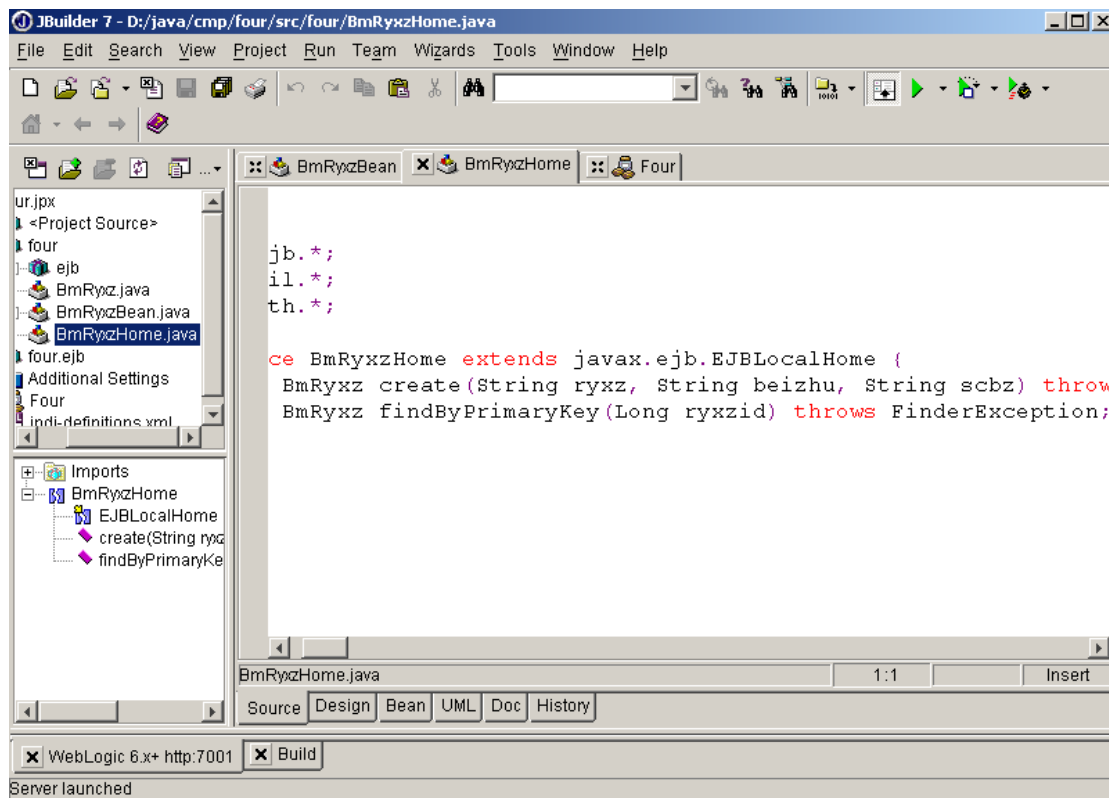 JBuilder 7 - D:/java/cmp/four/src/four/BmRyxzHome.java
File Edit Search View Project Run Team Wizards Tools Window Help
BmRyxzBean BmRyxzHome Four
ur.jpx
<Project Source>
four
ejb
BmRyxz.java
BmRyxzBean.java
BmRyxzHome.java
four.ejb
Additional Settings
Four
indi-definitions.xml
Imports
BmRyxzHome
EJBLocalHome
create(String ryxz
findByPrimaryKe
jb.*;
il.*;
th.*;
ce BmRyxzHome extends javax.ejb.EJBLocalHome {
BmRyxz create(String ryxz, String beizhu, String scbz) throw
BmRyxz findByPrimaryKey(Long ryxzid) throws FinderException;
BmRyxzHome.java 1:1 Insert
Source Design Bean UML Doc History
WebLogic 6.x+ http:7001 Build
Server launched